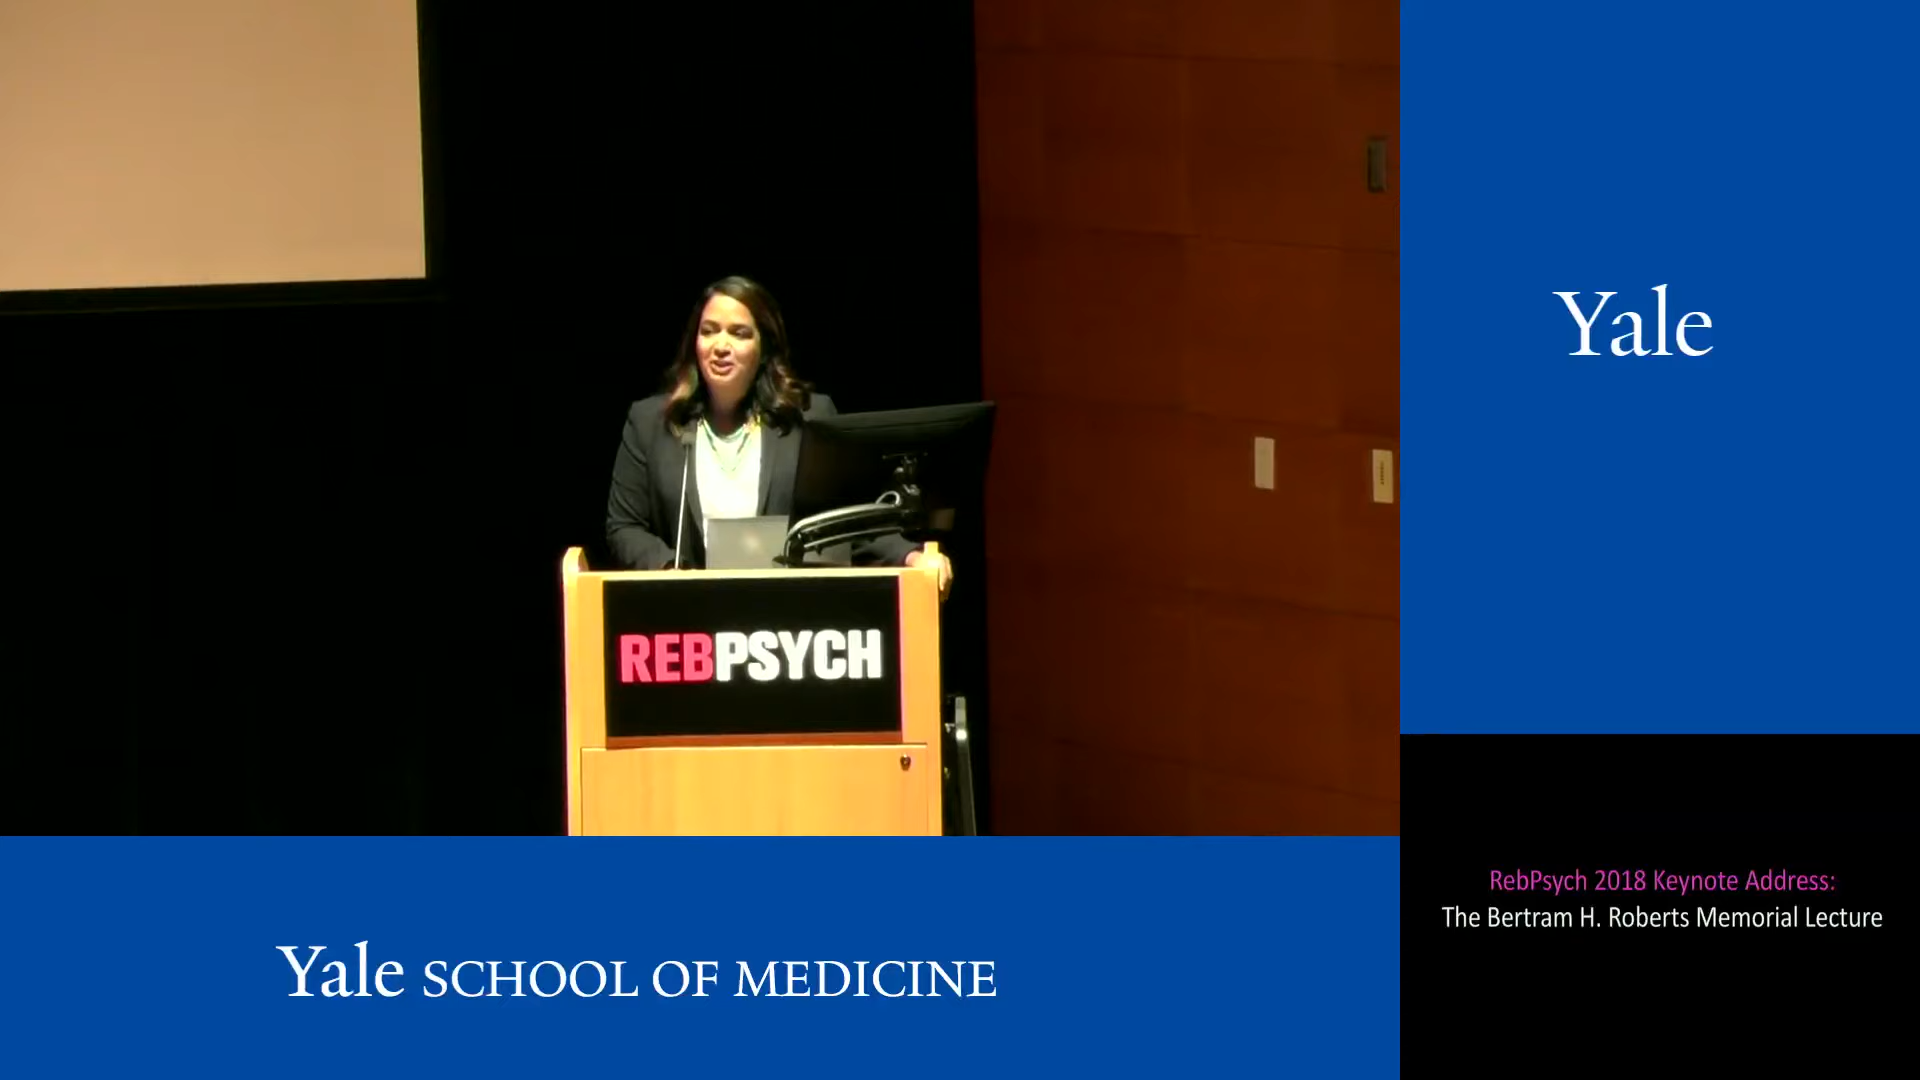 REBPSYCH
Yale
RebPsych 2018 Keynote Address:
The Bertram H. Roberts Memorial Lecture
Yale SCHOOL OF MEDICINE